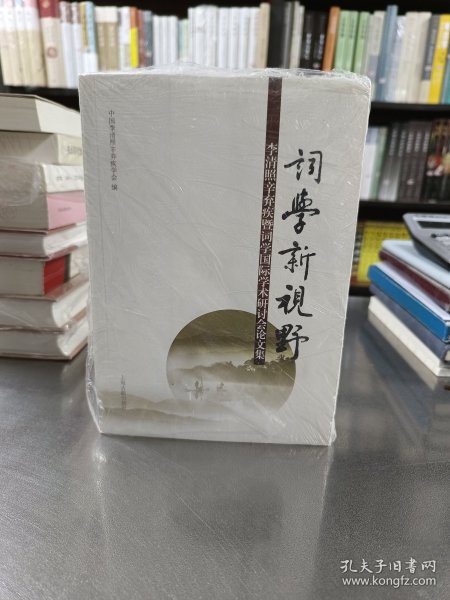 词学新视野
李清照辛弃疾暨词学国际学术研讨会论文集
中国李清照辛弃疾学会 编
孔夫子旧书网
www.kongfz.com